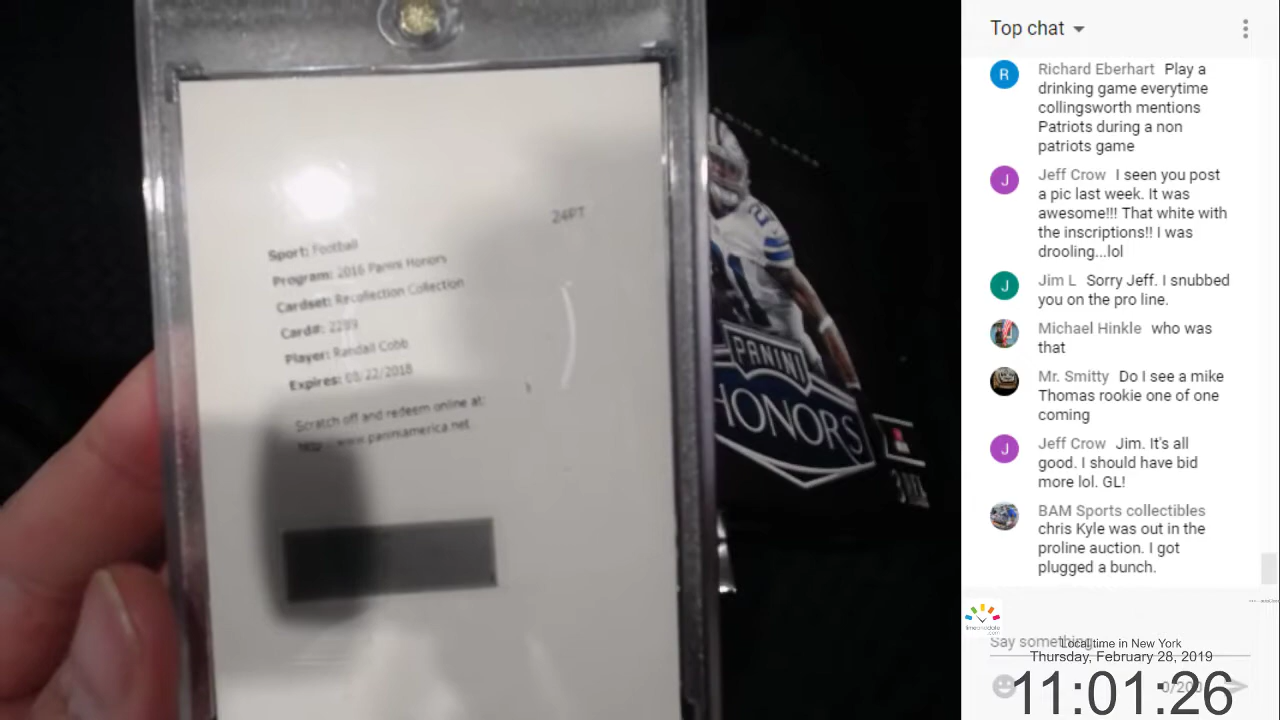 24PT
Sport: Football
Program: 2016 Panini Honors
Cardset: Recollection Collection
Card#: 2289
Player: Randall Cobb
Expires: 08/22/2018
Scratch off and redeem online at:
http www.paniniamerica.net
21
PANINI
HONORS
Top chat
R
Richard Eberhart Play a
drinking game everytime
collingsworth mentions
Patriots during a non
patriots game
J
Jeff Crow I seen you post
a pic last week. It was
awesome!!! That white with
the inscriptions!! I was
drooling...lol
J
Jim L Sorry Jeff. I snubbed
you on the pro line.
Michael Hinkle who was
that
Mr. Smitty Do I see a mike
Thomas rookie one of one
coming
J
Jeff Crow Jim. It's all
good. I should have bid
more lol. GL!
BAM Sports collectibles
chris Kyle was out in the
proline auction. I got
plugged a bunch.
Say something...
Local time in New York
Thursday, February 28, 2019
0/200
11:01:26